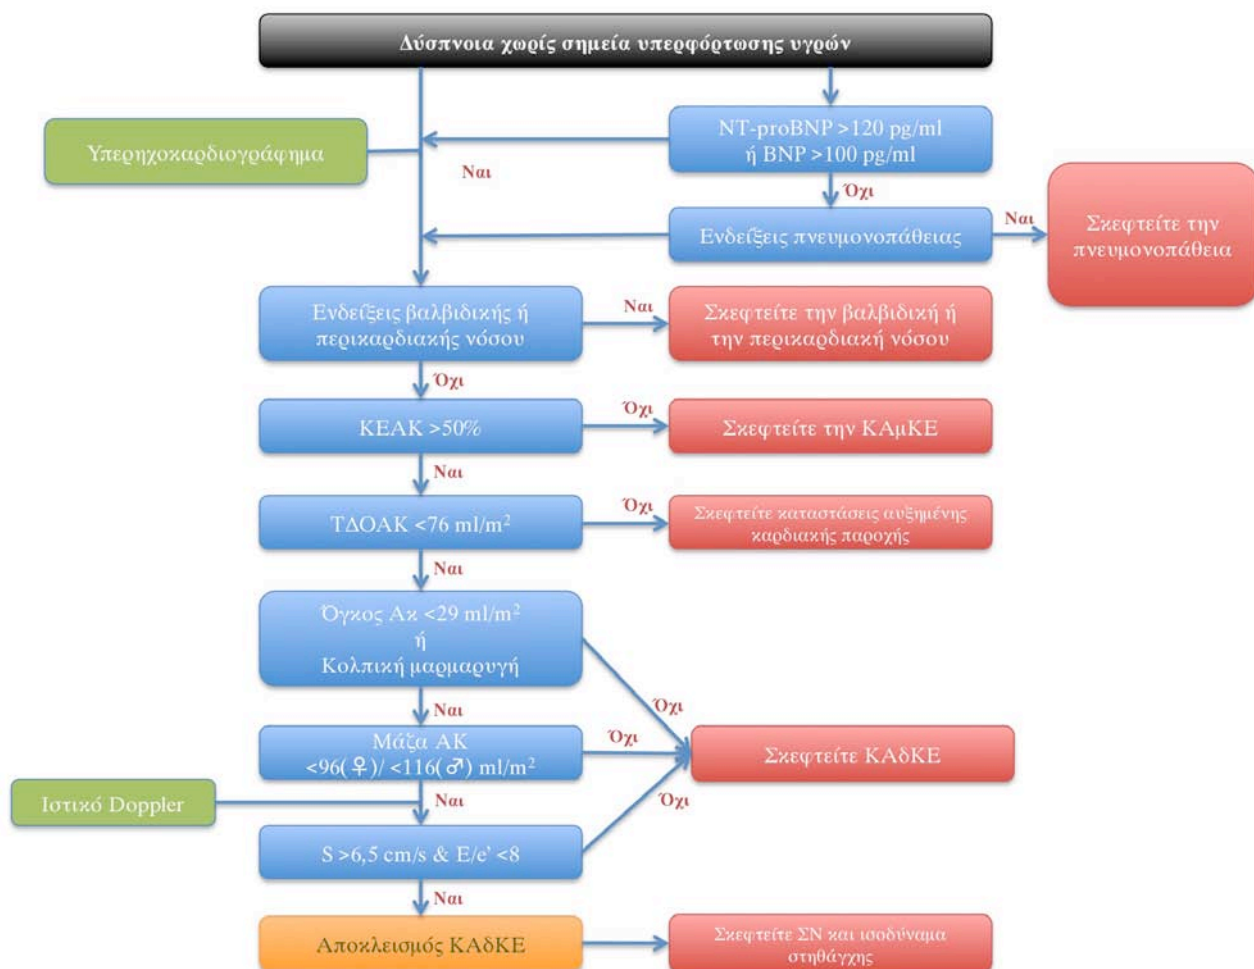 Δύσπνοια χωρίς σημεία υπερφόρτωσης υγρών
NT-proBNP >120 pg/ml
ή BNP >100 pg/ml
Υπερηχοκαρδιογράφημα
Ναι
Όχι
Ενδείξεις πνευμονοπάθειας
Ναι
Σκεφτείτε την
πνευμονοπάθεια
Ενδείξεις βαλβιδικής ή
περικαρδιακής νόσου
Ναι
Σκεφτείτε την βαλβιδική ή
την περικαρδιακή νόσου
Όχι
ΚΕΑΚ >50%
Όχι
Σκεφτείτε την ΚΑμΚΕ
Ναι
ΤΔΟΑΚ <76 ml/m²
Όχι
Σκεφτείτε καταστάσεις αυξημένης
καρδιακής παροχής
Ναι
Όγκος Ακ <29 ml/m²
ή
Κολπική μαρμαρυγή
Όχι
Ναι
Μάζα ΑΚ
<96(♀)/ <116(♂) ml/m²
Όχι
Σκεφτείτε ΚΑδΚΕ
Ναι
Όχι
Ιστικό Doppler
S >6,5 cm/s & E/e’ <8
Ναι
Αποκλεισμός ΚΑδΚΕ
Σκεφτείτε ΣΝ και ισοδύναμα
στηθάγχης